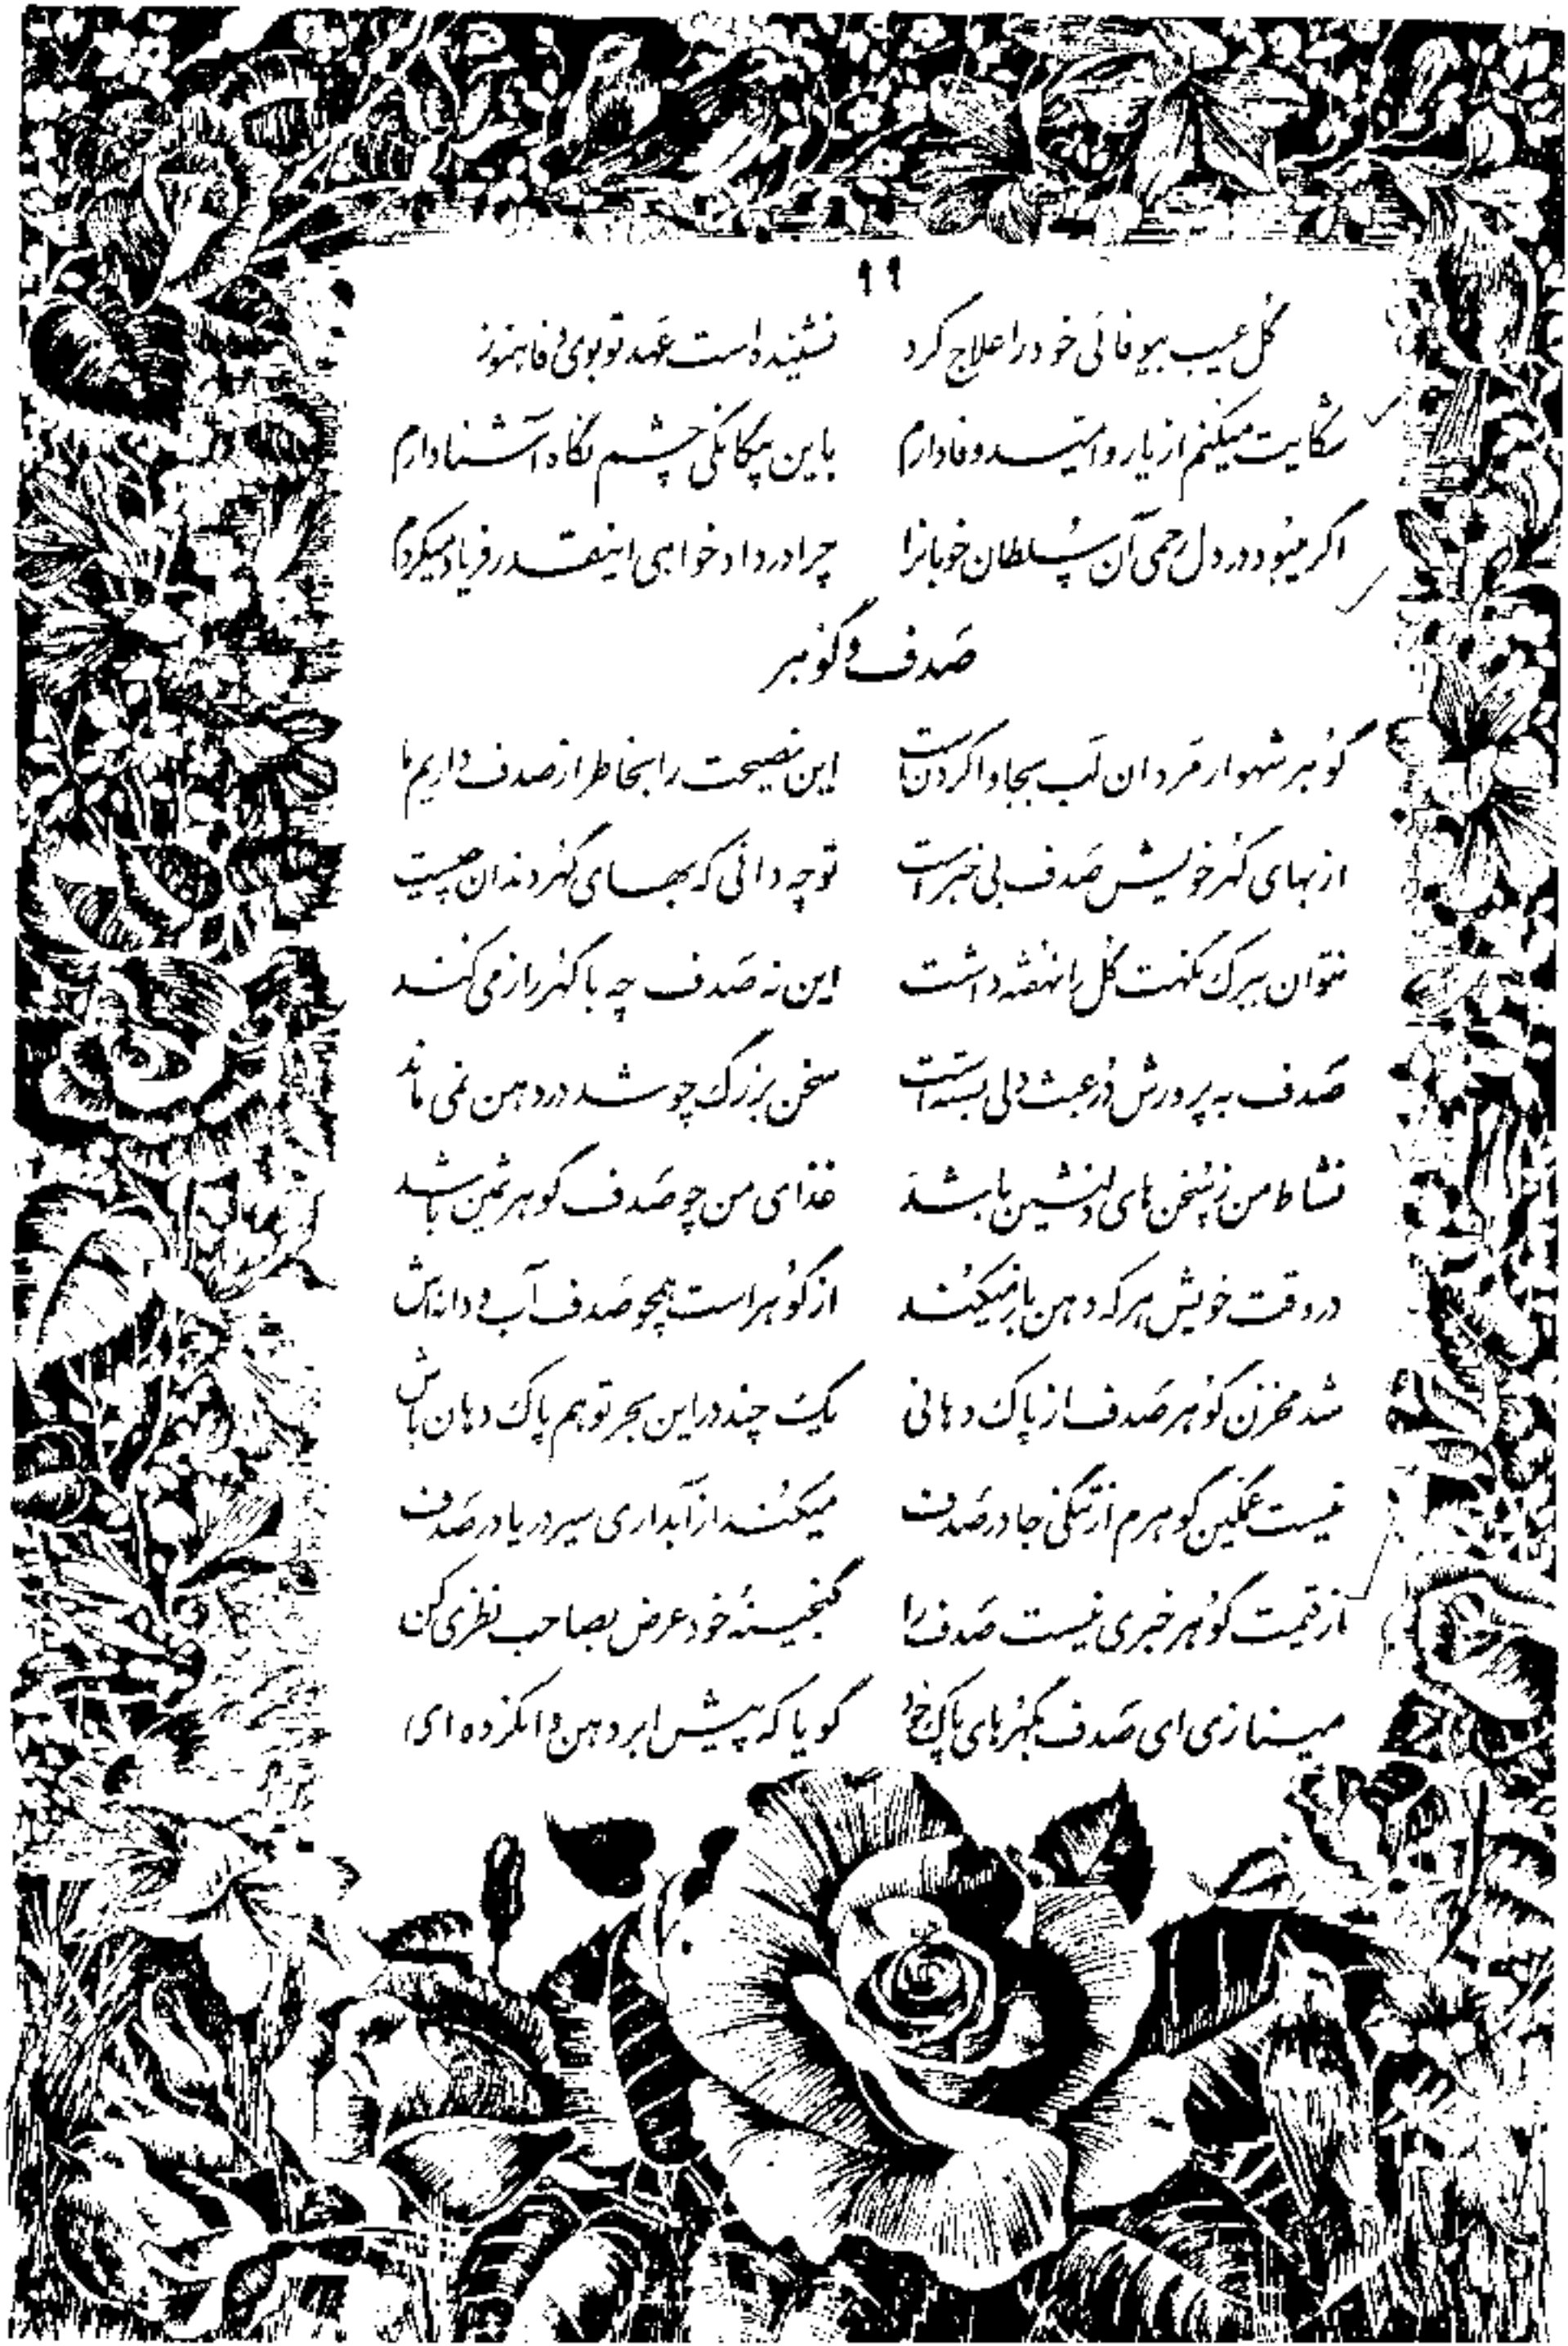 ۹۹
گل عیب بیوفائی خود را علاج کرد نشنیده است عهد تو بوی وفا هنوز
شکایت میکنم از یار و امید وفا دارم باین بیگانگی چشم نگاه آشنا دارم
اگر میبود در دل رحمی آن سلطان خوبانرا چرا در دادخواهی اینقدر فریاد میکردم
صدف و گوهر
گوهر شهوار مردان لب بجا وا کردن است این نصیحت را بخاطر از صدف داریم ما
از بهای گهر خویش صدف بی خبر است تو چه دانی که بهای گهر دندان چیست
نتوان ببرگ نکهت گل را نهفته داشت این نه صدف چه با گهر راز می کند
صدف به پرورش در عبث دلی بسته است سخن بزرگ چو شد در دهن نمی ماند
نشاط من ز سخن های دلنشین باشد غذای من چو صدف گوهر ثمین باشد
در وقت خویش هر که دهن باز میکند از گوهر است همچو صدف آب و دانه اش
شد مخزن گوهر صدف از پاک دهانی یک چند در این بحر تو هم پاک دهان باش
نیست غمگین گوهرم از تنگی جا در صدف میکند از آبداری سیر دریا در صدف
از قیمت گوهر خبری نیست صدف را گنجینهٔ خود عرض بصاحب نظری کن
مینازی ای صدف بگهرهای پاک خود گویا که پیش ابر دهن وا نکرده ای